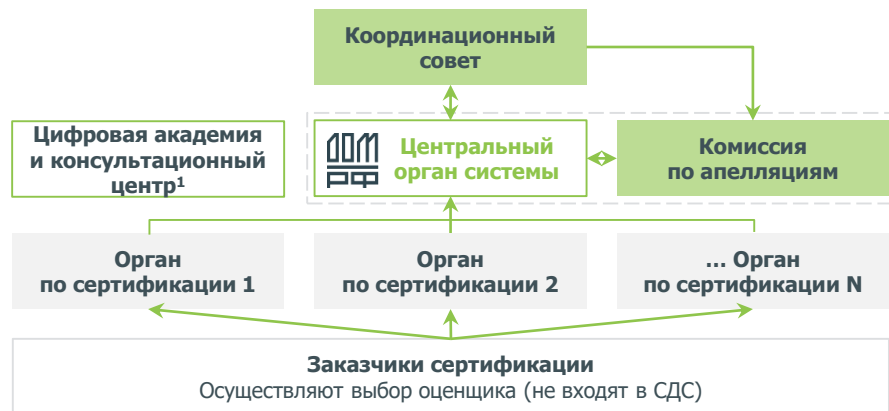 Координационный
совет
Цифровая академия
и консультационный
центр¹
ДОМ
РФ
Центральный
орган системы
Комиссия
по апелляциям
Орган
по сертификации 1
Орган
по сертификации 2
... Орган
по сертификации N
Заказчики сертификации
Осуществляют выбор оценщика (не входят в СДС)